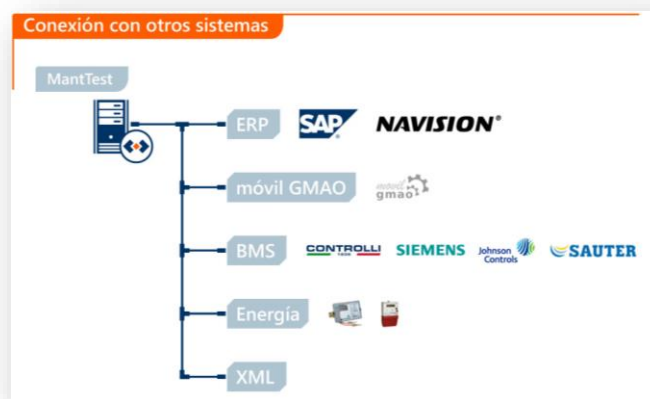 Conexión con otros sistemas
MantTest
ERP SAP® NAVISION®
móvil GMAO gmao
BMS CONTROLLI SIEMENS Johnson Controls SAUTER
Energía
XML